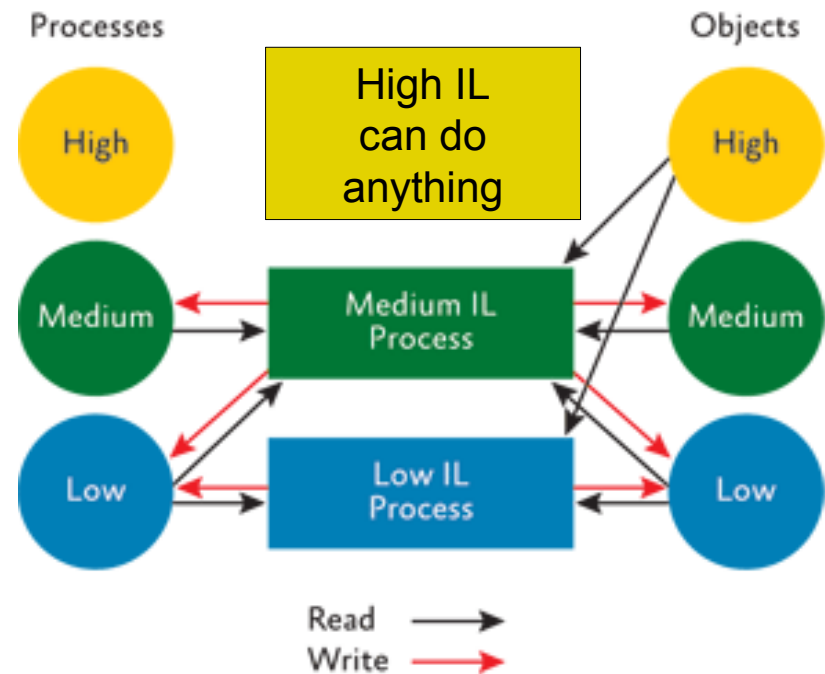 Processes
Objects
High
High IL
can do
anything
High
Medium
Medium IL
Process
Medium
Low
Low IL
Process
Low
Read
Write